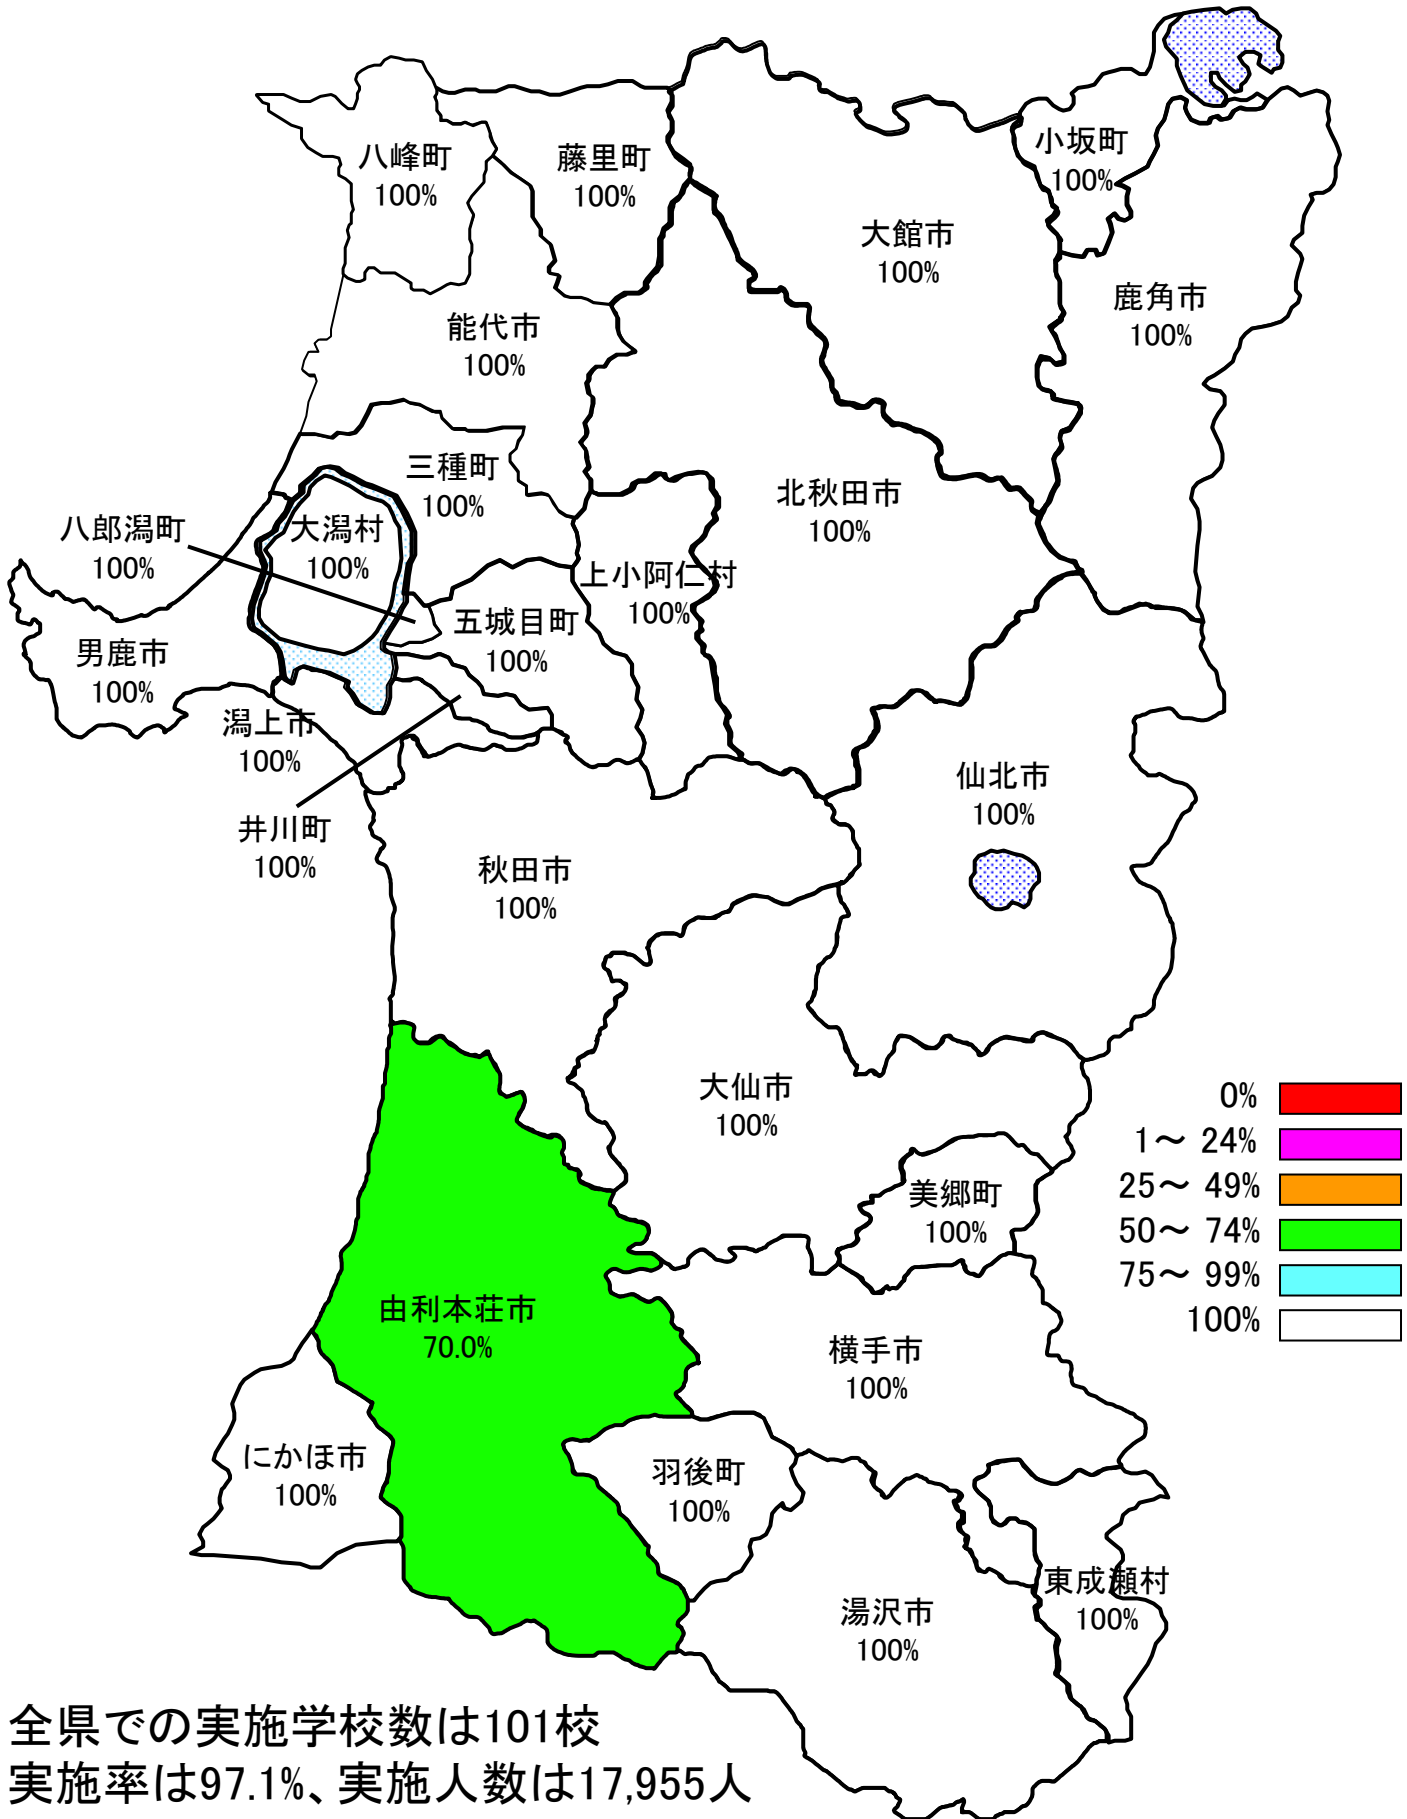 八峰町
100%
藤里町
100%
小坂町
100%
大館市
100%
鹿角市
100%
能代市
100%
三種町
100%
北秋田市
100%
八郎潟町
100%
大潟村
100%
上小阿仁村
100%
五城目町
100%
男鹿市
100%
潟上市
100%
井川町
100%
仙北市
100%
秋田市
100%
大仙市
100%
美郷町
100%
0%
1～ 24%
25～ 49%
50～ 74%
75～ 99%
100%
由利本荘市
70.0%
横手市
100%
にかほ市
100%
羽後町
100%
東成瀬村
100%
湯沢市
100%
全県での実施学校数は101校
実施率は97.1%、実施人数は17,955人